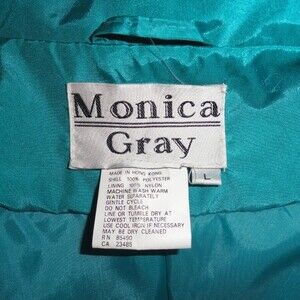 Monica
Gray
L
MADE IN HONG KONG
SHELL 100% POLYESTER
LINING 100% NYLON
MACHINE WASH WARM
WATER SEPARATELY
GENTLE CYCLE
DO NOT BLEACH
LINE OR TUMBLE DRY AT
LOWEST TEMPERATURE
USE COOL IRON IF NECESSARY
MAY BE DRY CLEANED
RN 85490
CA 23485